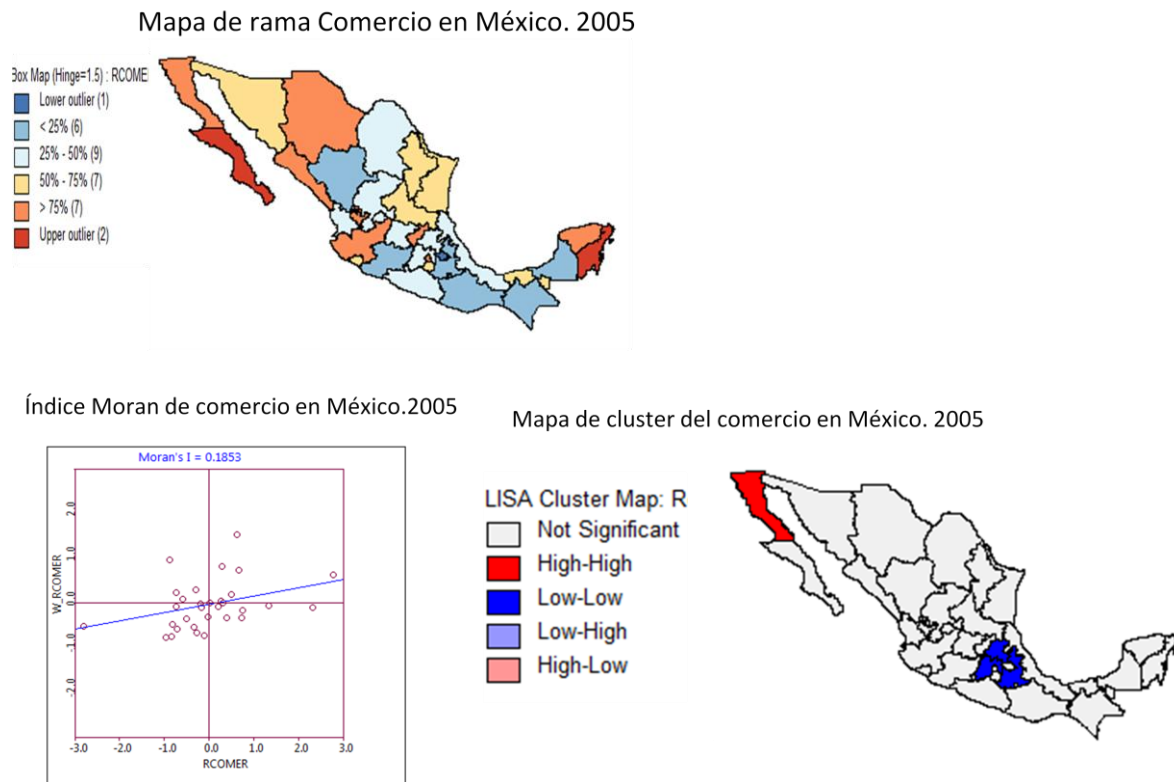 Mapa de rama Comercio en México. 2005
Box Map (Hinge=1.5) : RCOME
Lower outlier (1)
< 25% (6)
25% - 50% (9)
50% - 75% (7)
> 75% (7)
Upper outlier (2)
Índice Moran de comercio en México.2005
Moran's I = 0.1853
W_RCOMER
2.0
1.0
0.0
-1.0
-2.0
-3.0 -2.0 -1.0 0.0 1.0 2.0 3.0
RCOMER
Mapa de cluster del comercio en México. 2005
LISA Cluster Map: R
Not Significant
High-High
Low-Low
Low-High
High-Low